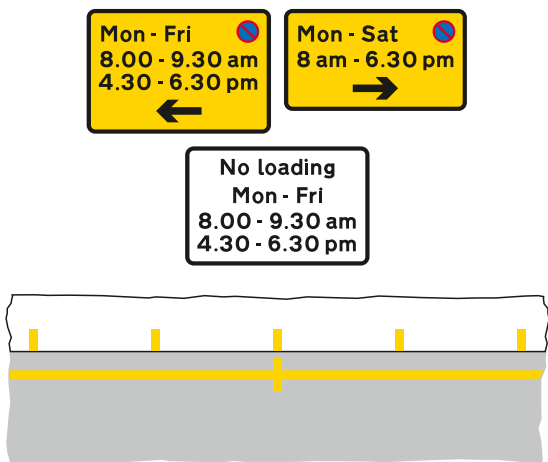 Mon - Fri
8.00 - 9.30 am
4.30 - 6.30 pm
Mon - Sat
8 am - 6.30 pm
No loading
Mon - Fri
8.00 - 9.30 am
4.30 - 6.30 pm